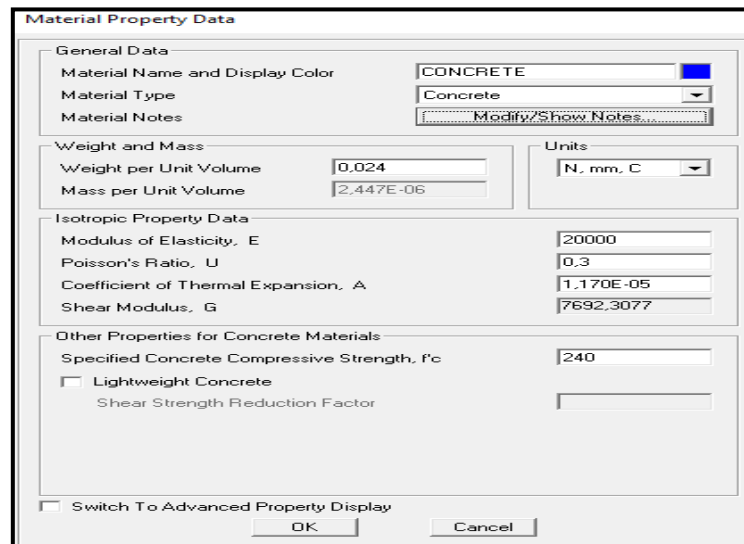 Material Property Data
General Data
Material Name and Display Color CONCRETE
Material Type Concrete
Material Notes Modify/Show Notes...
Weight and Mass Units
Weight per Unit Volume 0,024 N, mm, C
Mass per Unit Volume 2,447E-06
Isotropic Property Data
Modulus of Elasticity, E 20000
Poisson's Ratio, U 0,3
Coefficient of Thermal Expansion, A 1,170E-05
Shear Modulus, G 7692,3077
Other Properties for Concrete Materials
Specified Concrete Compressive Strength, f'c 240
Lightweight Concrete
Shear Strength Reduction Factor
Switch To Advanced Property Display
OK Cancel